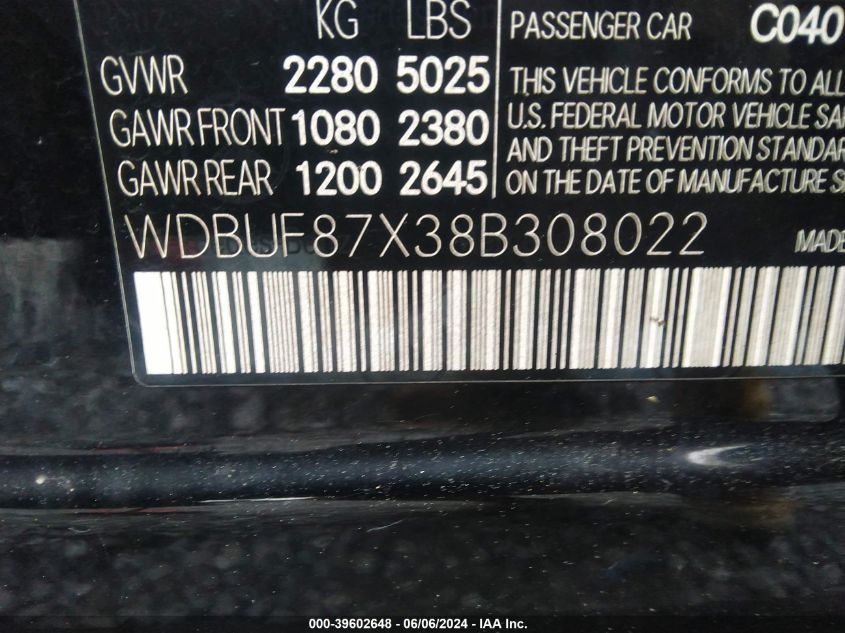 KG LBS PASSENGER CAR C040
GVWR 2280 5025 THIS VEHICLE CONFORMS TO ALL
GAWR FRONT 1080 2380 U.S. FEDERAL MOTOR VEHICLE SA
GAWR REAR 1200 2645 AND THEFT PREVENTION STANDAR
ON THE DATE OF MANUFACTURE S
WDBUF87X38B308022 MADE
000-39602648 - 06/06/2024 - IAA Inc.